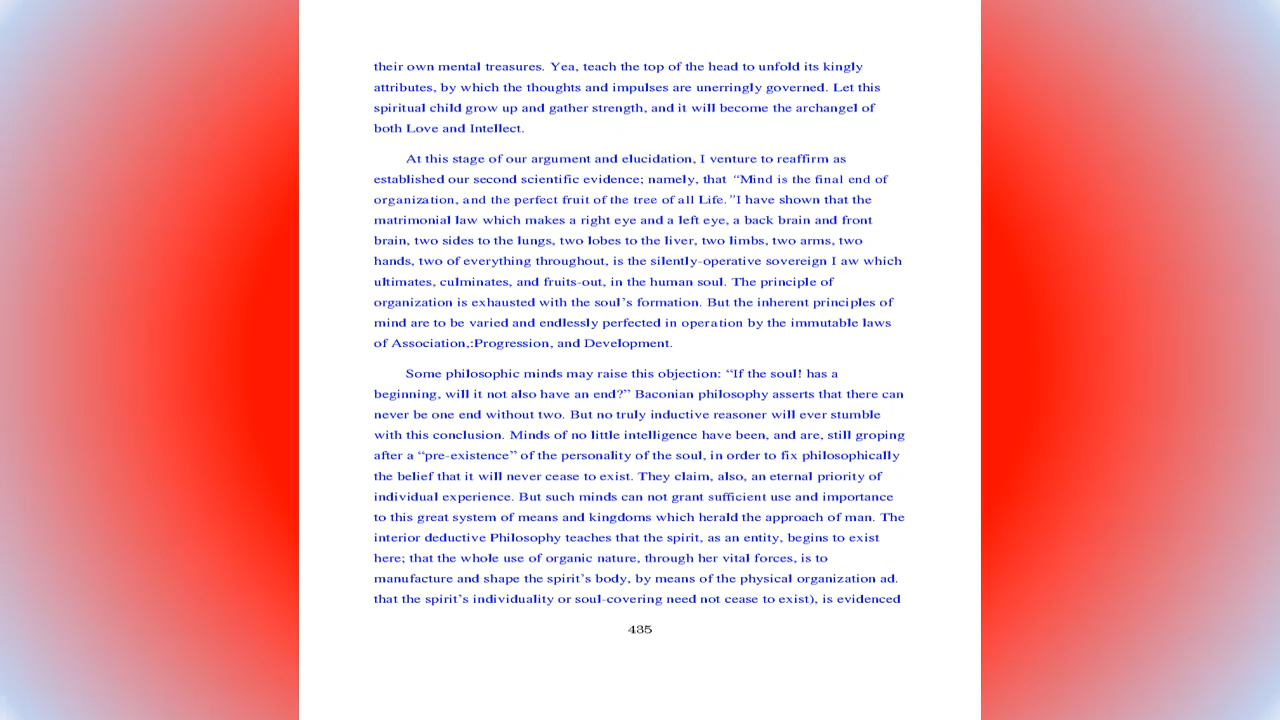 their own mental treasures. Yea, teach the top of the head to unfold its kingly
attributes, by which the thoughts and impulses are unerringly governed. Let this
spiritual child grow up and gather strength, and it will become the archangel of
both Love and Intellect.
At this stage of our argument and elucidation, I venture to reaffirm as
established our second scientific evidence; namely, that “Mind is the final end of
organization, and the perfect fruit of the tree of all Life.”I have shown that the
matrimonial law which makes a right eye and a left eye, a back brain and front
brain, two sides to the lungs, two lobes to the liver, two limbs, two arms, two
hands, two of everything throughout, is the silently-operative sovereign I aw which
ultimates, culminates, and fruits-out, in the human soul. The principle of
organization is exhausted with the soul’s formation. But the inherent principles of
mind are to be varied and endlessly perfected in operation by the immutable laws
of Association,:Progression, and Development.
Some philosophic minds may raise this objection: “If the soul! has a
beginning, will it not also have an end?” Baconian philosophy asserts that there can
never be one end without two. But no truly inductive reasoner will ever stumble
with this conclusion. Minds of no little intelligence have been, and are, still groping
after a “pre-existence” of the personality of the soul, in order to fix philosophically
the belief that it will never cease to exist. They claim, also, an eternal priority of
individual experience. But such minds can not grant sufficient use and importance
to this great system of means and kingdoms which herald the approach of man. The
interior deductive Philosophy teaches that the spirit, as an entity, begins to exist
here; that the whole use of organic nature, through her vital forces, is to
manufacture and shape the spirit’s body, by means of the physical organization ad.
that the spirit’s individuality or soul-covering need not cease to exist), is evidenced
435